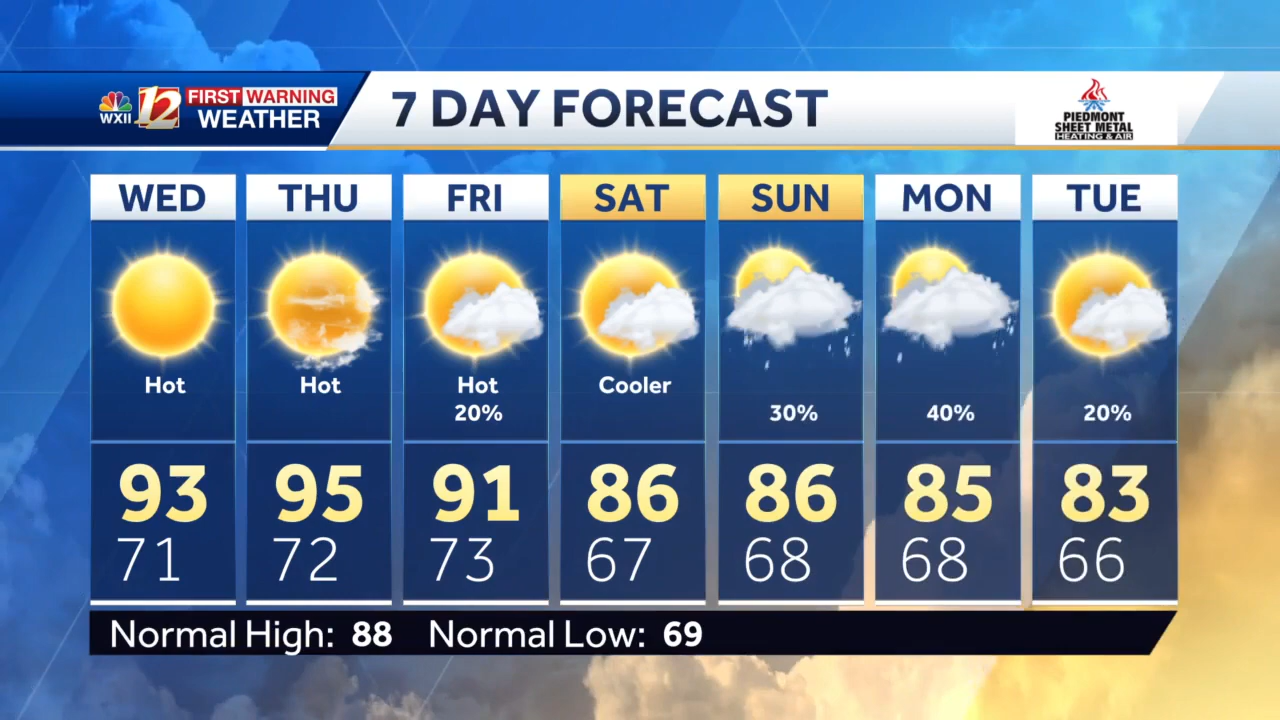 WXII 12 FIRST WARNING WEATHER
7 DAY FORECAST
PIEDMONT
SHEET METAL
HEATING & AIR
WED THU FRI SAT SUN MON TUE
Hot Hot Hot Cooler
20% 30% 40% 20%
93 95 91 86 86 85 83
71 72 73 67 68 68 66
Normal High: 88 Normal Low: 69